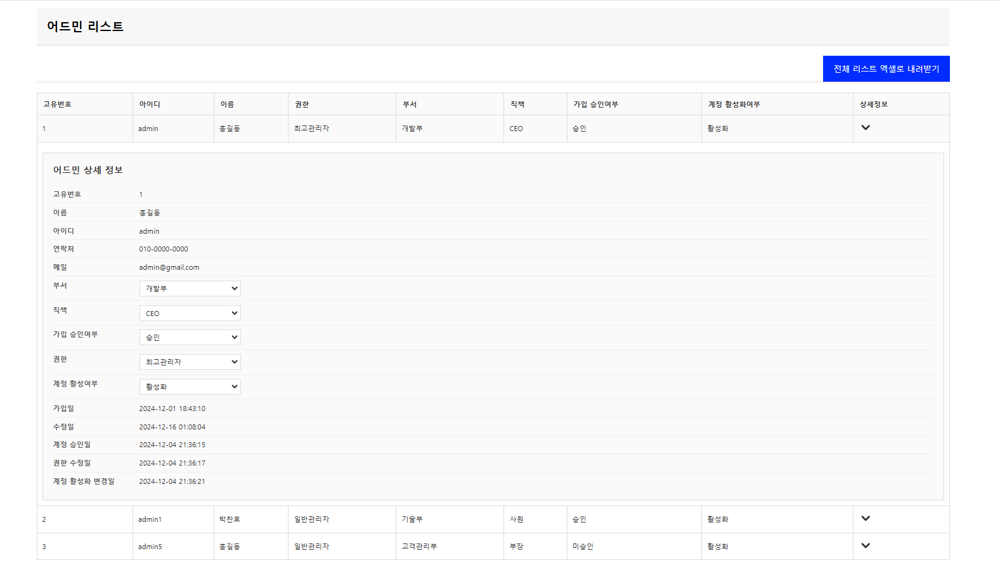 어드민 리스트
전체 리스트 엑셀로 내려받기
고유번호 아이디 이름 권한 부서 직책 가입 승인여부 계정 활성화여부 상세정보
1 admin 홍길동 최고관리자 개발부 CEO 승인 활성화
어드민 상세 정보
고유번호 1
이름 홍길동
아이디 admin
연락처 010-0000-0000
메일 admin@gmail.com
부서 개발부
직책 CEO
가입 승인여부 승인
권한 최고관리자
계정 활성여부 활성화
가입일 2024-12-01 18:43:10
수정일 2024-12-16 01:08:04
계정 승인일 2024-12-04 21:36:15
권한 수정일 2024-12-04 21:36:17
계정 활성화 변경일 2024-12-04 21:36:21
2 admin1 박찬호 일반관리자 기술부 사원 승인 활성화
3 admin5 홍길동 일반관리자 고객관리부 부장 미승인 활성화